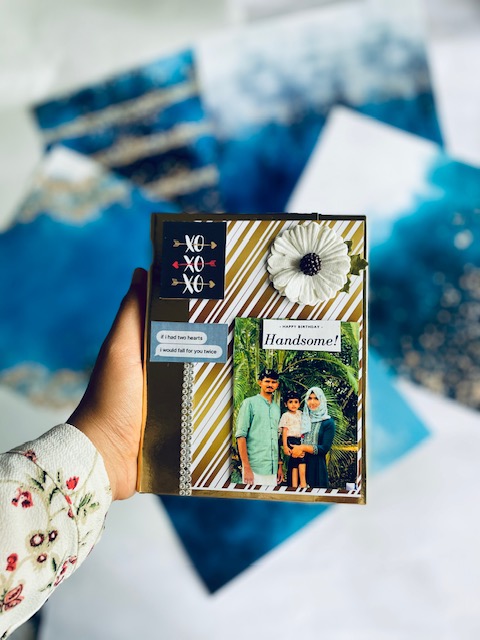 XO
XO
XO
if i had two hearts
i would fall for you twice
- HAPPY BIRTHDAY -
Handsome!